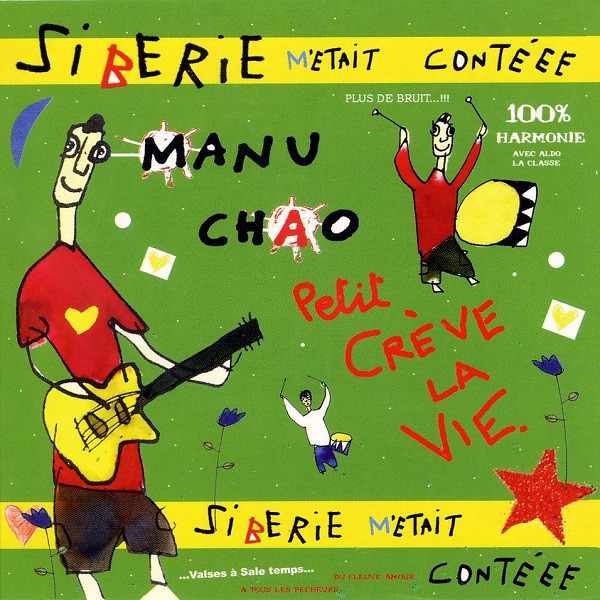 SiBERiE M'ETAIT CONTÉEE
PLUS DE BRUIT...!!!
100%
HARMONIE
AVEC ALDO
LA CLASSE
MANU
CHAO
Petit
CRÈVE
LA
VIE.
SiBERIE M'ETAIT
CONTÉEE
...Valses à Sale temps...
DU FLEUVE AMOUR
A TOUS LES PECHEURS